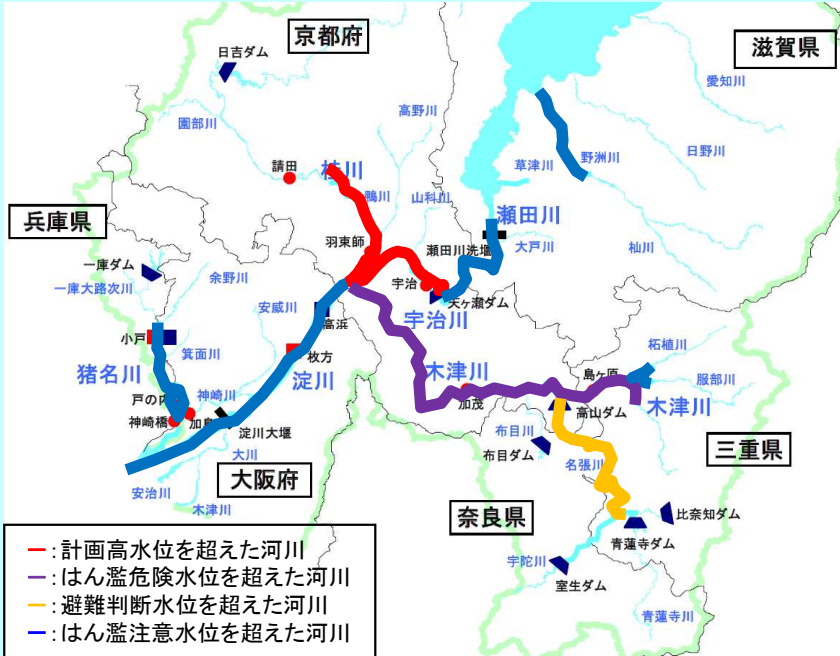 京都府
滋賀県
日吉ダム
愛知川
高野川
園部川
野洲川
日野川
請田
桂川
草津川
鴨川
山科川
瀬田川
兵庫県
羽束師
瀬田川洗堰
大戸川
杣川
一庫ダム
余野川
宇治
天ヶ瀬ダム
一庫大路次川
安威川
高浜
宇治川
柘植川
小戸
箕面川
枚方
木津川
島ヶ原
服部川
猪名川
淀川
戸の内
神崎川
加茂
高山ダム
木津川
神崎橋
加島
淀川大堰
布目川
布目ダム
名張川
三重県
大川
大阪府
安治川
木津川
奈良県
比奈知ダム
青蓮寺ダム
宇陀川
室生ダム
青蓮寺川
:計画高水位を超えた河川
:はん濫危険水位を超えた河川
:避難判断水位を超えた河川
:はん濫注意水位を超えた河川